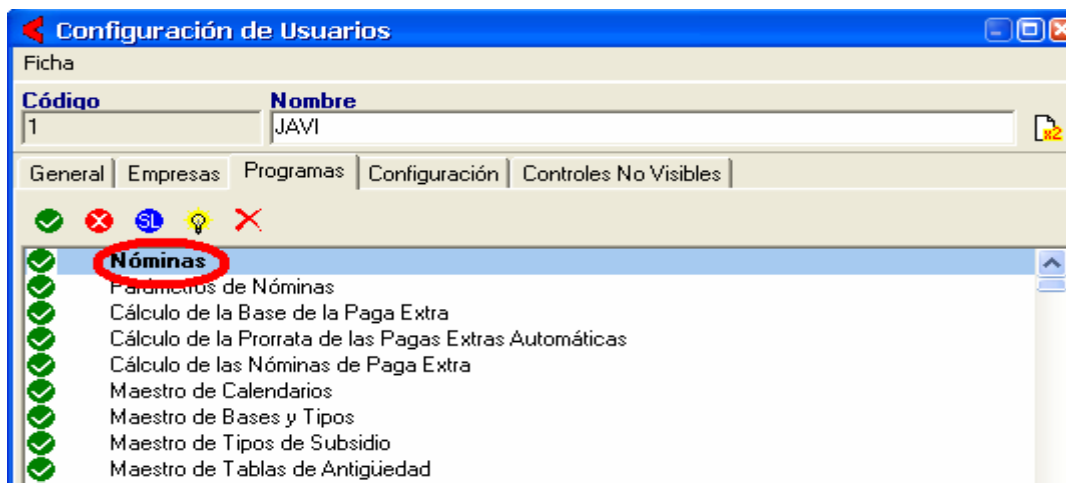 Configuración de Usuarios
Ficha
Código Nombre
1 JAVI
x2
General Empresas Programas Configuración Controles No Visibles
SL
Nóminas
Parámetros de Nóminas
Cálculo de la Base de la Paga Extra
Cálculo de la Prorrata de las Pagas Extras Automáticas
Cálculo de las Nóminas de Paga Extra
Maestro de Calendarios
Maestro de Bases y Tipos
Maestro de Tipos de Subsidio
Maestro de Tablas de Antigüedad